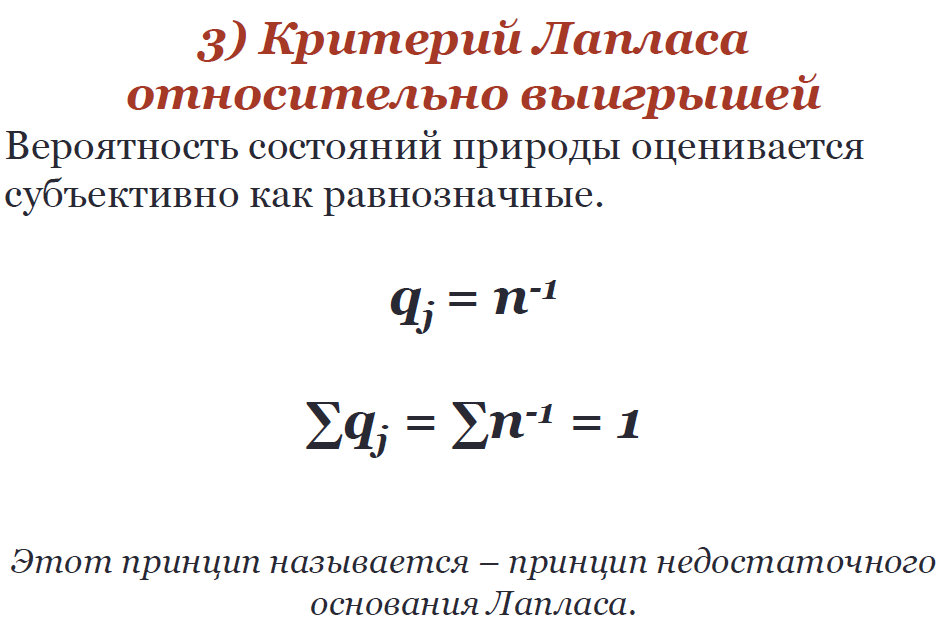 3) Критерий Лапласа
относительно выигрышей
Вероятность состояний природы оценивается
субъективно как равнозначные.
qⱼ = n⁻¹
∑qⱼ = ∑n⁻¹ = 1
Этот принцип называется – принцип недостаточного
основания Лапласа.